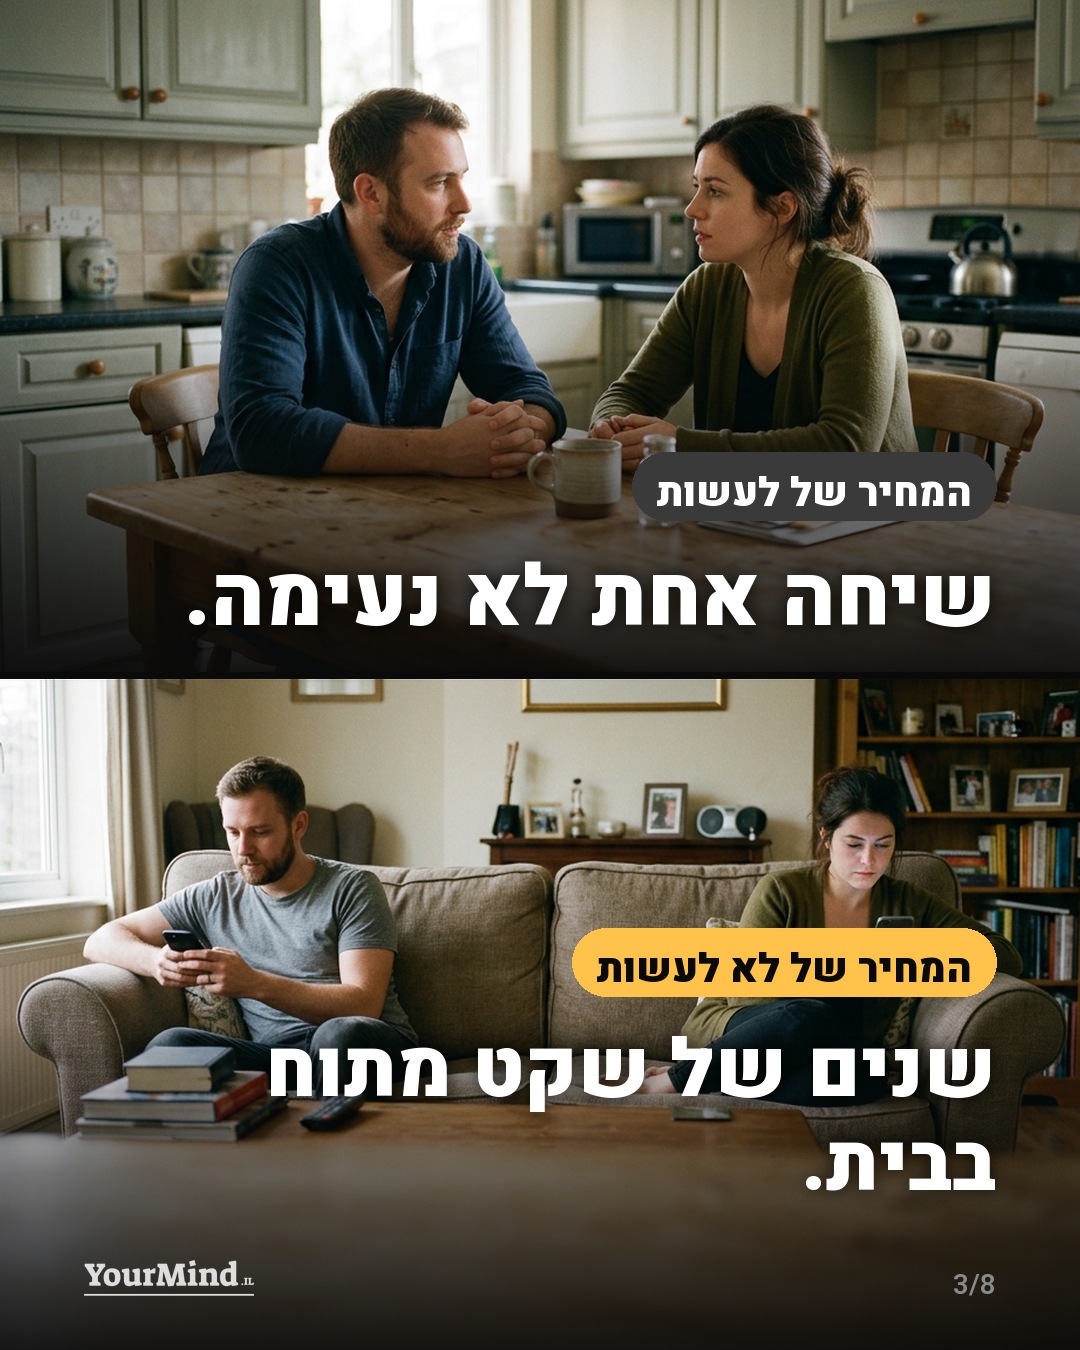 המחיר של לעשות
שיחה אחת לא נעימה.
המחיר של לא לעשות
שנים של שקט מתוח
בבית.
YourMind.IL
3/8